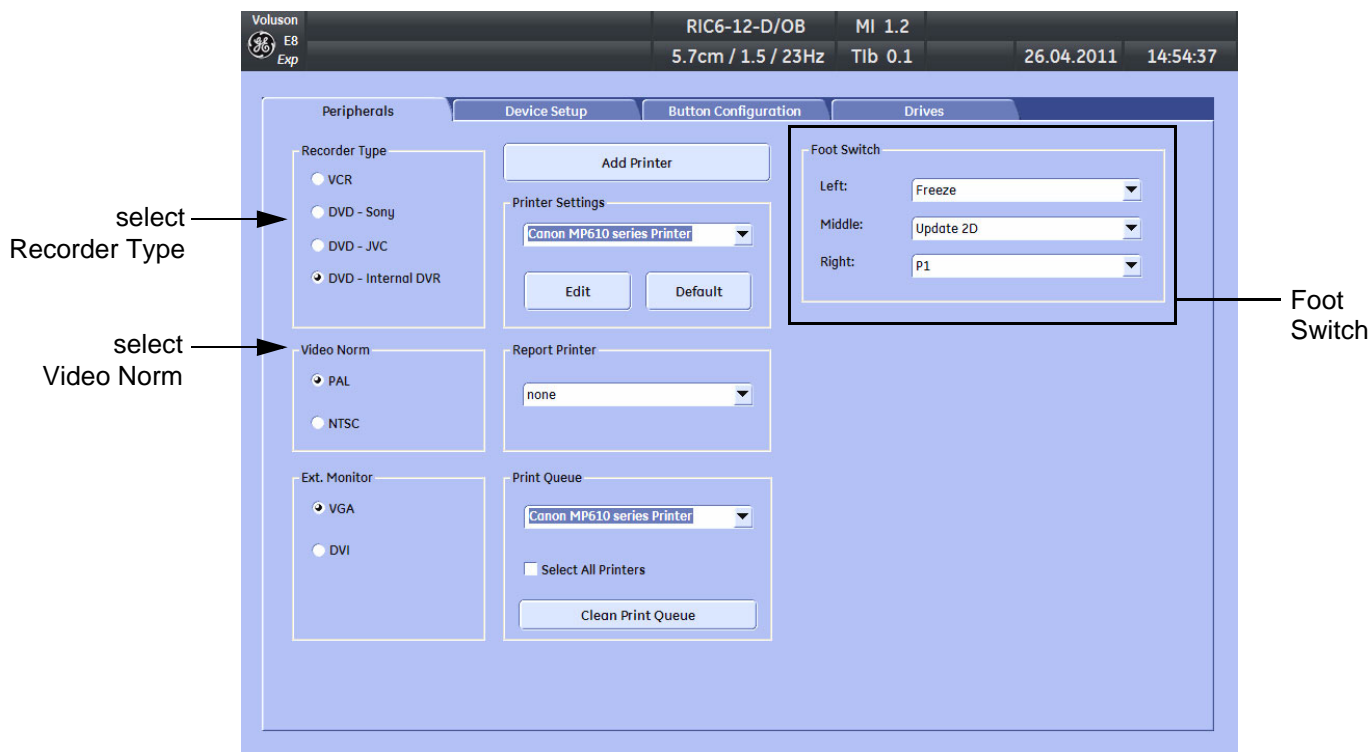 Voluson
E8
Exp
RIC6-12-D/OB MI 1.2
5.7cm / 1.5 / 23Hz TIb 0.1 26.04.2011 14:54:37
Peripherals Device Setup Button Configuration Drives
Recorder Type
VCR
DVD - Sony
DVD - JVC
DVD - Internal DVR
Video Norm
PAL
NTSC
Ext. Monitor
VGA
DVI
Add Printer
Printer Settings
Canon MP610 series Printer
Edit Default
Report Printer
none
Print Queue
Canon MP610 series Printer
Select All Printers
Clean Print Queue
Foot Switch
Left: Freeze
Middle: Update 2D
Right: P1
select
Recorder Type
select
Video Norm
Foot
Switch